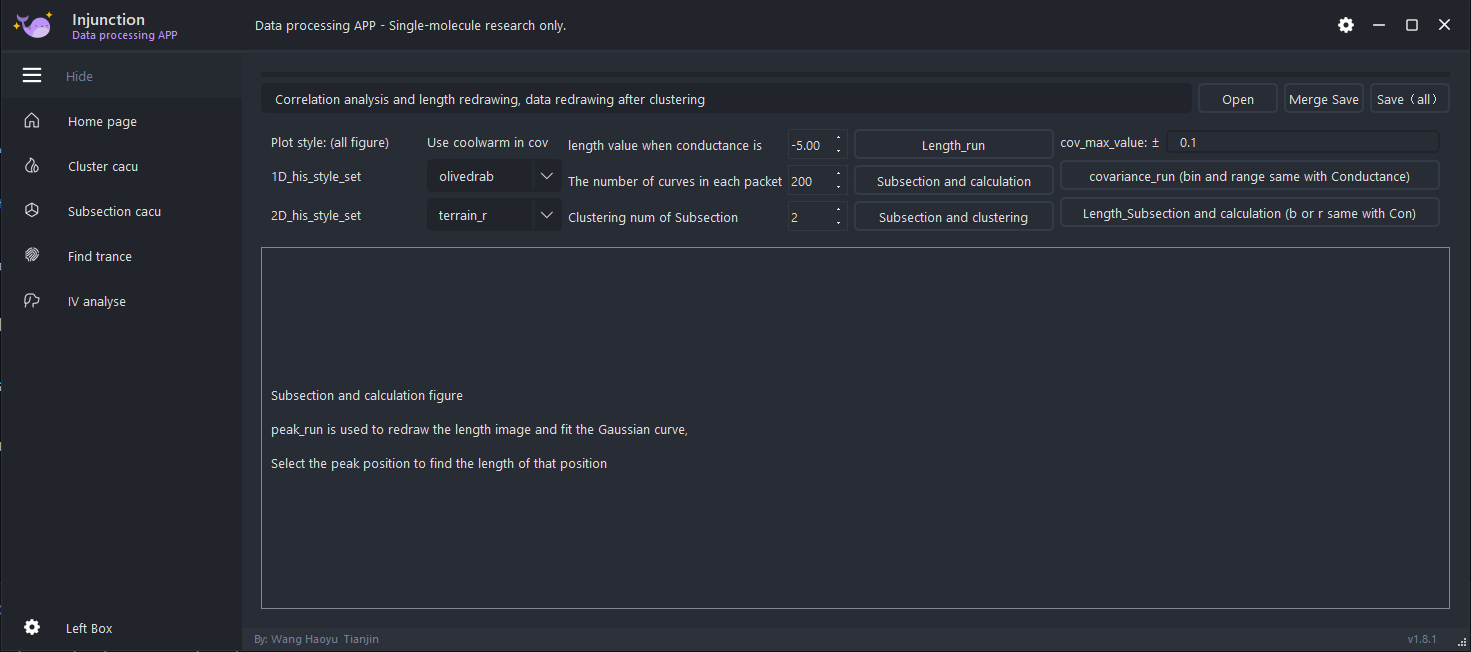 Injunction
Data processing APP
Data processing APP - Single-molecule research only.
Hide
Home page
Cluster cacu
Subsection cacu
Find trance
IV analyse
Left Box
Correlation analysis and length redrawing, data redrawing after clustering
Open
Merge Save
Save（all）
Plot style: (all figure)
Use coolwarm in cov
length value when conductance is
-5.00
Length_run
cov_max_value: ±
0.1
1D_his_style_set
olivedrab
The number of curves in each packet
200
Subsection and calculation
covariance_run (bin and range same with Conductance)
2D_his_style_set
terrain_r
Clustering num of Subsection
2
Subsection and clustering
Length_Subsection and calculation (b or r same with Con)
Subsection and calculation figure
peak_run is used to redraw the length image and fit the Gaussian curve,
Select the peak position to find the length of that position
By: Wang Haoyu  Tianjin
v1.8.1